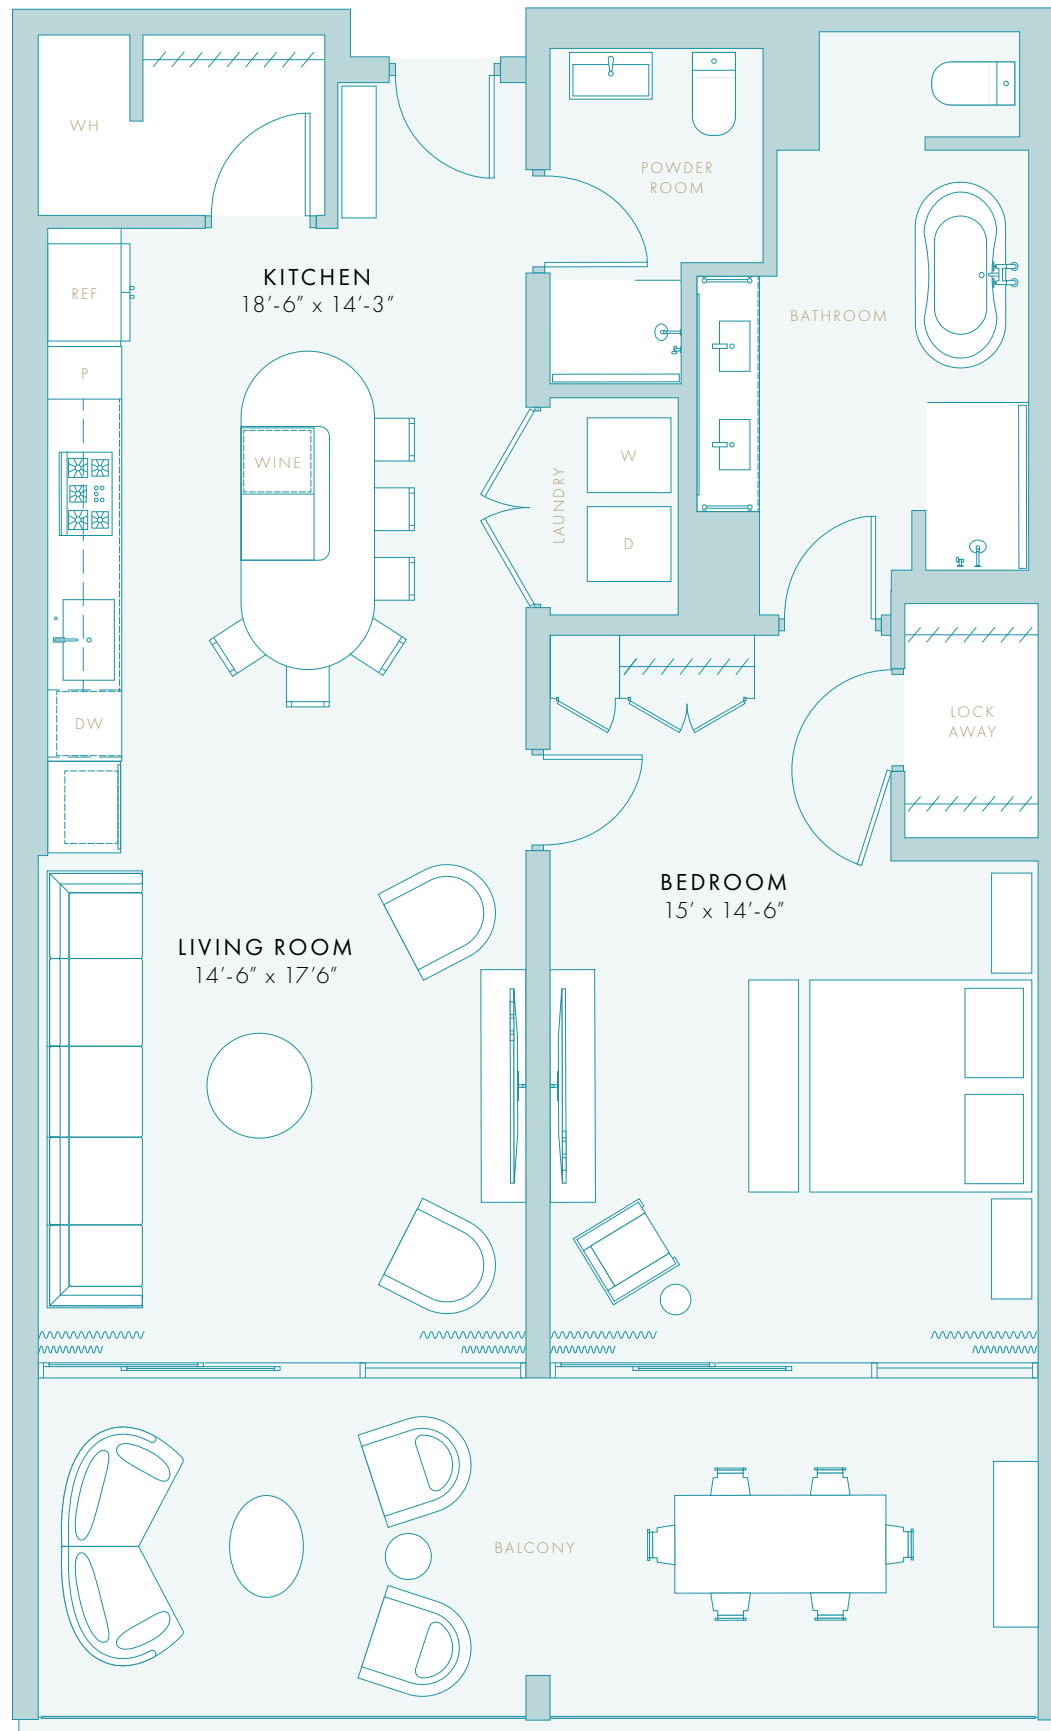 WH
POWDER
ROOM
KITCHEN
18'-6" x 14'-3"
REF
BATHROOM
P
WINE
W
LAUNDRY
D
DW
LOCK
AWAY
BEDROOM
15' x 14'-6"
LIVING ROOM
14'-6" x 17'6"
BALCONY